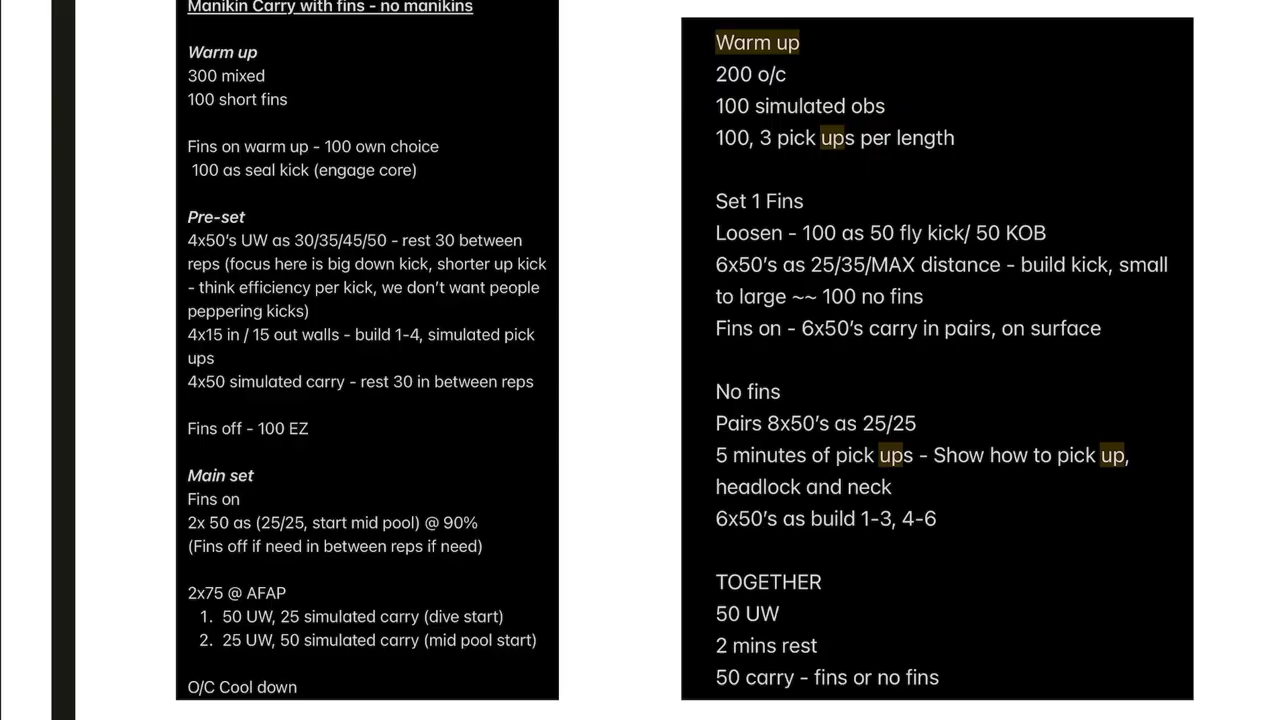 Manikin Carry with fins - no manikins
Warm up
300 mixed
100 short fins
Fins on warm up - 100 own choice
100 as seal kick (engage core)
Pre-set
4x50's UW as 30/35/45/50 - rest 30 between
reps (focus here is big down kick, shorter up kick
- think efficiency per kick, we don't want people
peppering kicks)
4x15 in / 15 out walls - build 1-4, simulated pick
ups
4x50 simulated carry - rest 30 in between reps
Fins off - 100 EZ
Main set
Fins on
2x 50 as (25/25, start mid pool) @ 90%
(Fins off if need in between reps if need)
2x75 @ AFAP
1. 50 UW, 25 simulated carry (dive start)
2. 25 UW, 50 simulated carry (mid pool start)
O/C Cool down
Warm up
200 o/c
100 simulated obs
100, 3 pick ups per length
Set 1 Fins
Loosen - 100 as 50 fly kick/ 50 KOB
6x50's as 25/35/MAX distance - build kick, small
to large ~~ 100 no fins
Fins on - 6x50's carry in pairs, on surface
No fins
Pairs 8x50's as 25/25
5 minutes of pick ups - Show how to pick up,
headlock and neck
6x50's as build 1-3, 4-6
TOGETHER
50 UW
2 mins rest
50 carry - fins or no fins